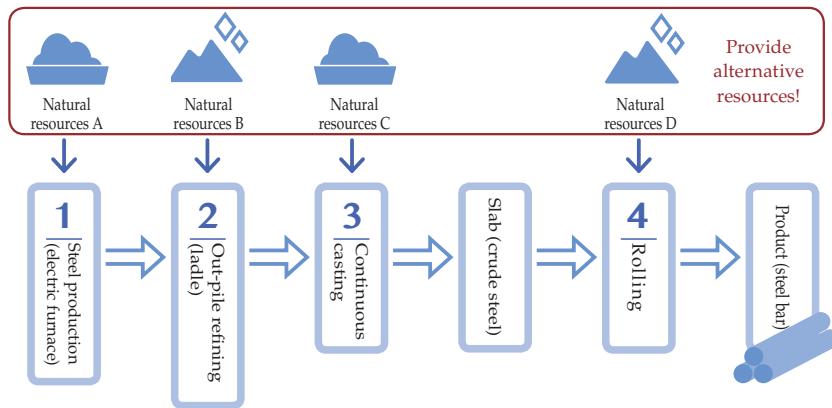 Natural
resources A
Natural
resources B
Natural
resources C
Natural
resources D
Provide
alternative
resources!
1
Steel production
(electric furnace)
2
Out-pile refining
(ladle)
3
Continuous
casting
Slab (crude steel)
4
Rolling
Product (steel bar)